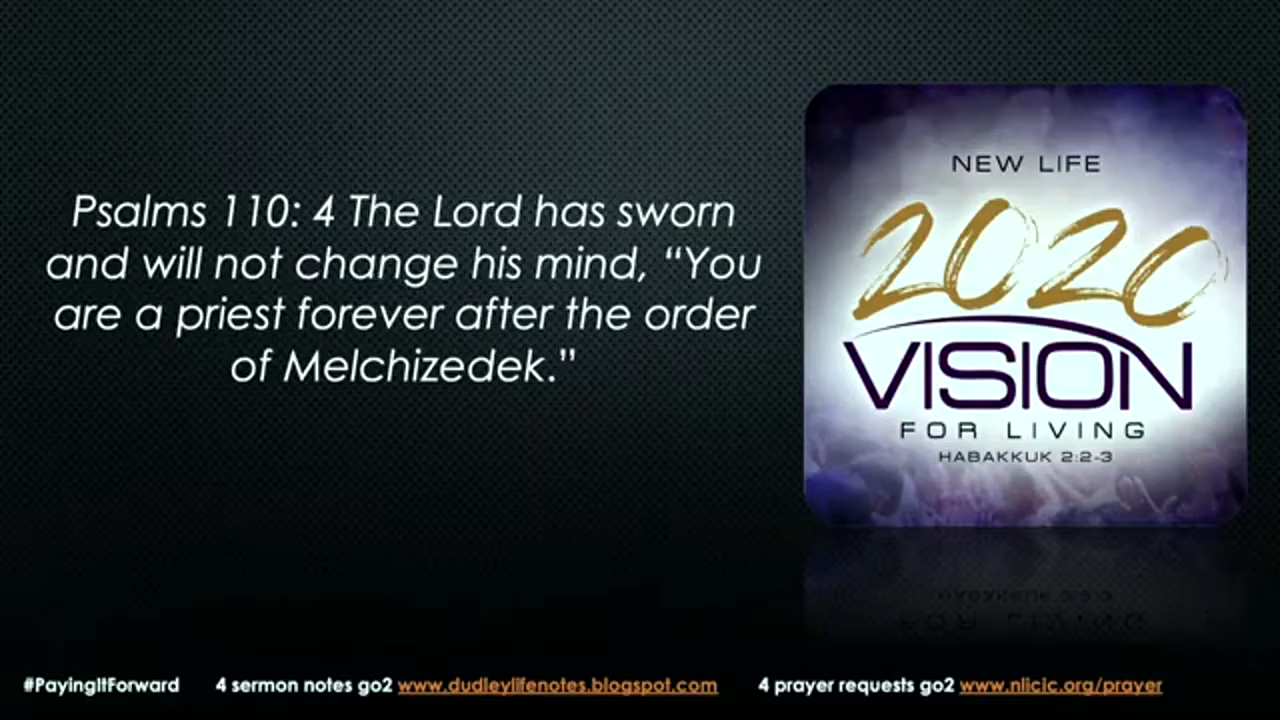 Psalms 110: 4 The Lord has sworn
and will not change his mind, “You
are a priest forever after the order
of Melchizedek.”
NEW LIFE
2020
VISION
FOR LIVING
HABAKKUK 2:2-3
#PayingItForward 4 sermon notes go2 www.dudleylifenotes.blogspot.com 4 prayer requests go2 www.nlicic.org/prayer